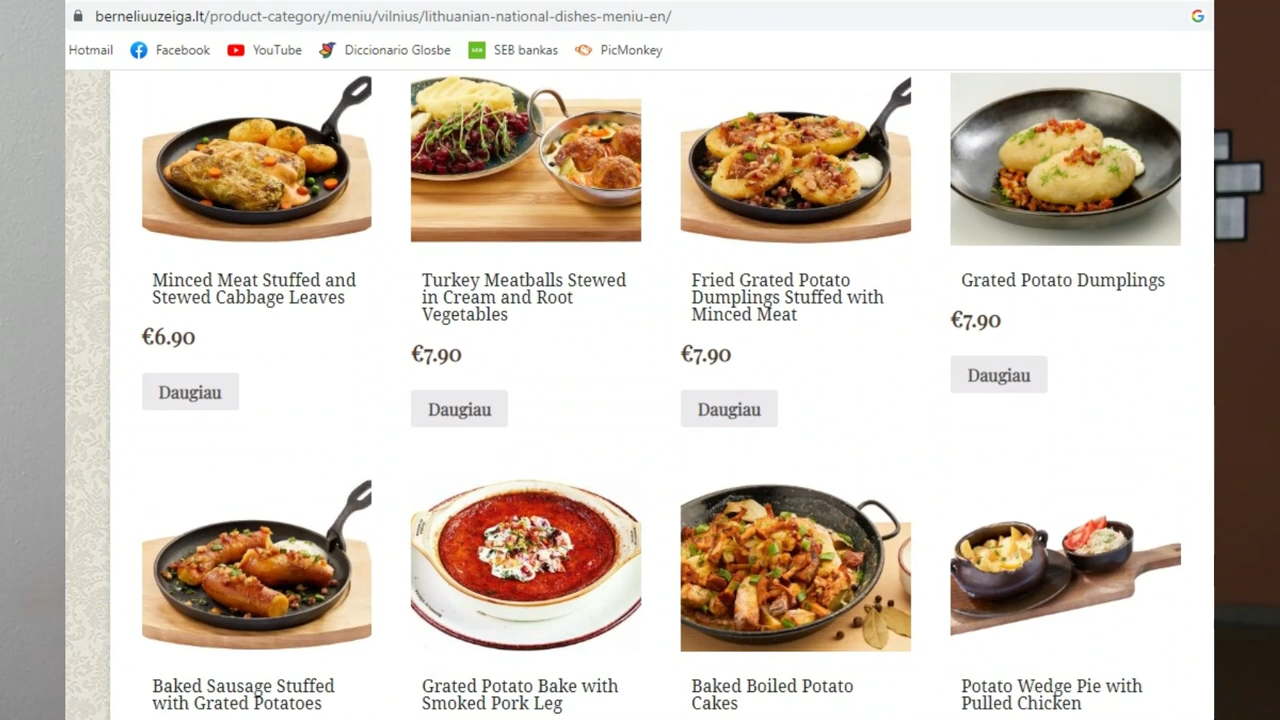 berneliuuzeiga.lt/product-category/meniu/vilnius/lithuanian-national-dishes-meniu-en/
Hotmail Facebook YouTube Diccionario Glosbe SEB SEB bankas PicMonkey
Minced Meat Stuffed and
Stewed Cabbage Leaves
€6.90
Daugiau
Turkey Meatballs Stewed
in Cream and Root
Vegetables
€7.90
Daugiau
Fried Grated Potato
Dumplings Stuffed with
Minced Meat
€7.90
Daugiau
Grated Potato Dumplings
€7.90
Daugiau
Baked Sausage Stuffed
with Grated Potatoes
Grated Potato Bake with
Smoked Pork Leg
Baked Boiled Potato
Cakes
Potato Wedge Pie with
Pulled Chicken